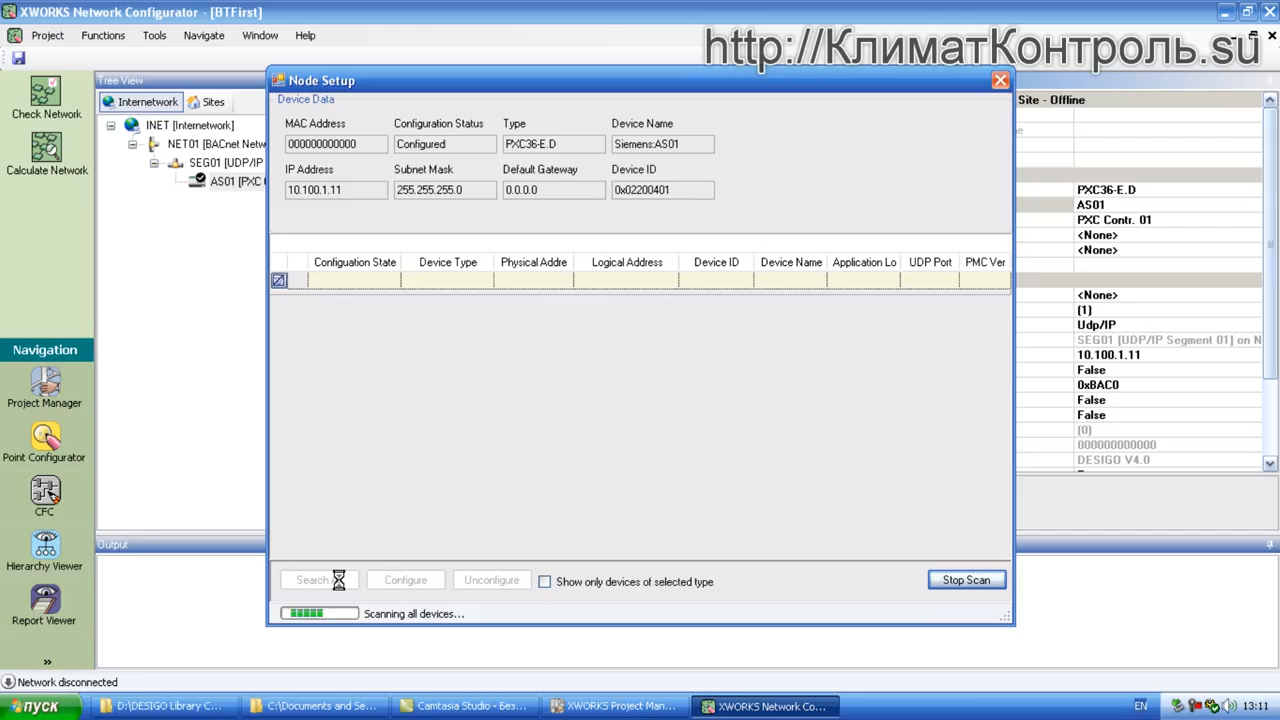 XWORKS Network Configurator - [BTFirst]
Project Functions Tools Navigate Window Help
http://КлиматКонтроль.su
Check Network
Calculate Network
Navigation
Project Manager
Point Configurator
CFC
Hierarchy Viewer
Report Viewer
»
Tree View
Internetwork Sites
INET [Internetwork]
NET01 [BACnet Netw
SEG01 [UDP/IP
AS01 [PXC
Output
Node Setup
Device Data
MAC Address Configuration Status Type Device Name
000000000000 Configured PXC36-E.D Siemens:AS01
IP Address Subnet Mask Default Gateway Device ID
10.100.1.11 255.255.255.0 0.0.0.0 0x02200401
Configuation State Device Type Physical Addre Logical Address Device ID Device Name Application Lo UDP Port PMC Ver
Search Configure Unconfigure Show only devices of selected type Stop Scan
Scanning all devices...
Site - Offline
PXC36-E.D
AS01
PXC Contr. 01
<None>
<None>
<None>
(1)
Udp/IP
SEG01 [UDP/IP Segment 01] on N
10.100.1.11
False
0xBAC0
False
False
(0)
000000000000
DESIGO V4.0
Network disconnected
пуск D:\DESIGO Library C... C:\Documents and Se... Camtasia Studio - Без... XWORKS Project Man... XWORKS Network Co... EN 13:11